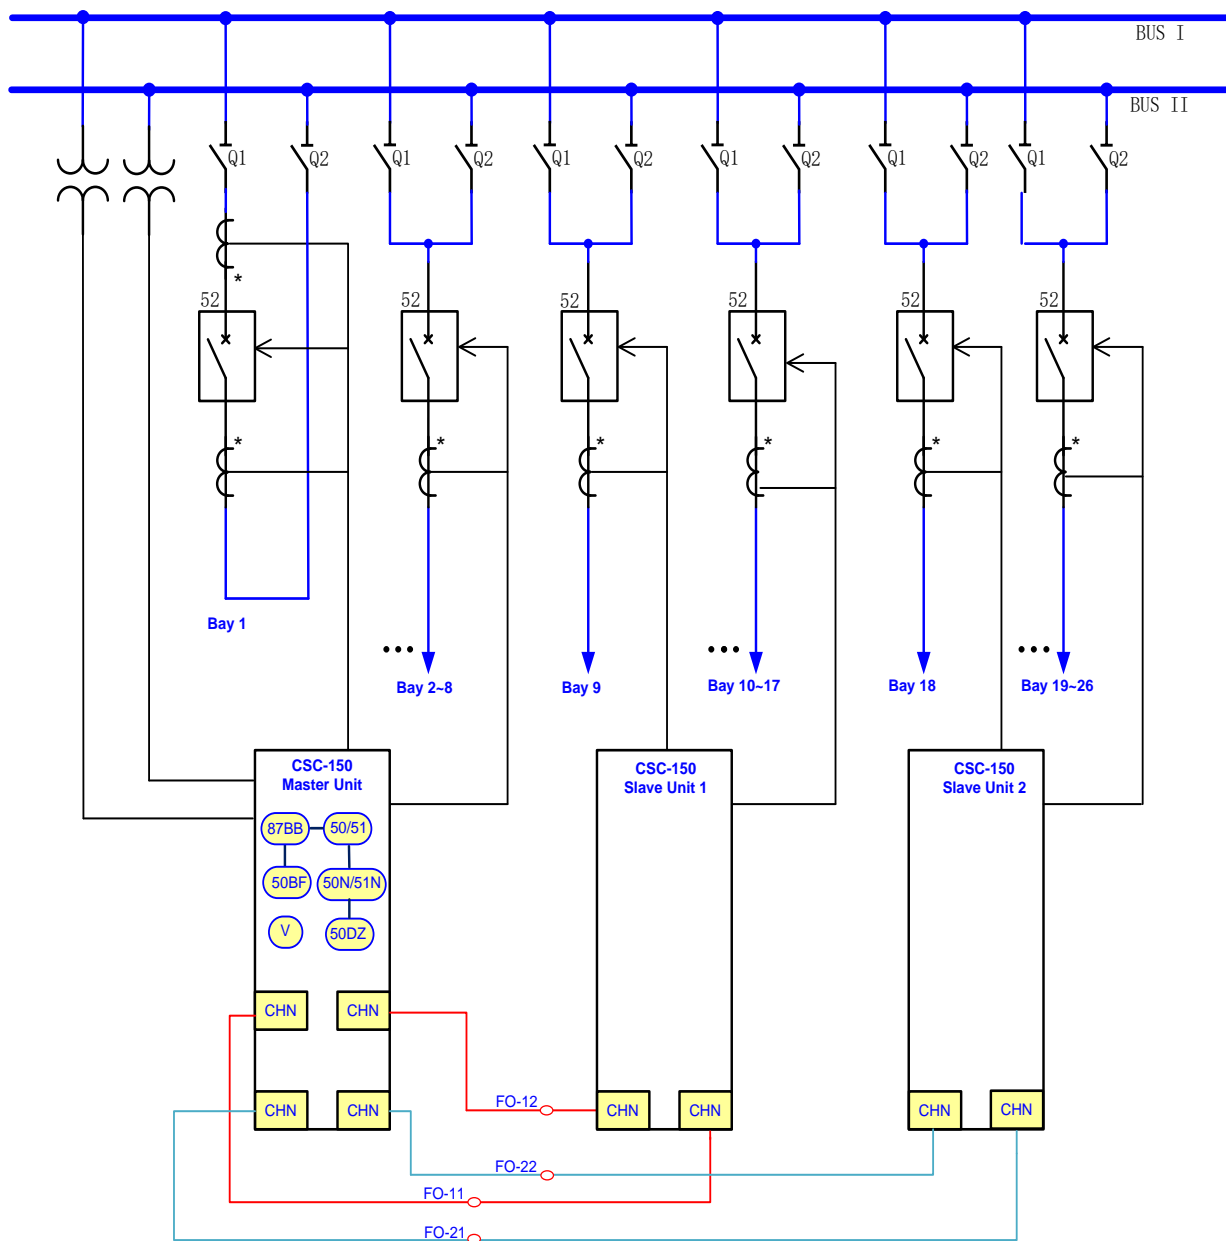 BUS I
BUS II
Q1
Q2
Q1
Q2
Q1
Q2
Q1
Q2
Q1
Q2
Q1
Q2
*
52
52
52
52
52
52
*
*
*
*
*
*
Bay 1
Bay 2~8
Bay 9
Bay 10~17
Bay 18
Bay 19~26
CSC-150
Master Unit
CSC-150
Slave Unit 1
CSC-150
Slave Unit 2
87BB
50/51
50BF
50N/51N
V
50DZ
CHN
CHN
CHN
CHN
CHN
CHN
CHN
CHN
FO-12
FO-22
FO-11
FO-21